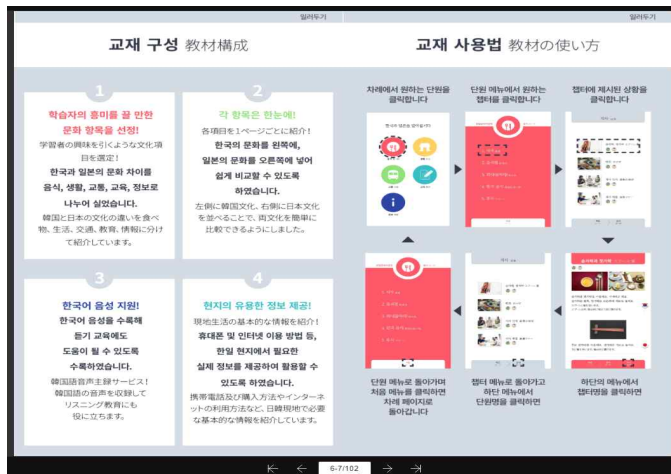 일러두기
교재 구성 教材構成
1
학습자의 흥미를 끌 만한
문화 항목을 선정!
学習者の興味を引くような文化項
目を選定!
한국과 일본의 문화 차이를
음식, 생활, 교통, 교육, 정보로
나누어 실었습니다.
韓国と日本の文化の違いを食べ
物、生活、交通、教育、情報に分け
て紹介しています。
2
각 항목은 한눈에!
各項目を1ページごとに紹介!
한국의 문화를 왼쪽에,
일본의 문화를 오른쪽에 넣어
쉽게 비교할 수 있도록
하였습니다.
左側に韓国文化、右側に日本文化
を並べることで、両文化を簡単に
比較できるようにしました。
3
한국어 음성 지원!
한국어 음성을 수록해
듣기 교육에도
도움이 될 수 있도록
수록하였습니다.
韓国語音声主録サービス!
韓国語の音声を収録して
リスニング教育にも
役に立ちます。
4
현지의 유용한 정보 제공!
現地生活の基本的な情報を紹介!
휴대폰 및 인터넷 이용 방법 등,
한일 현지에서 필요한
실제 정보를 제공하여 활용할 수
있도록 하였습니다.
携帯電話及び購入方法やインターネ
ットの利用方法など、日韓現地で必要
な基本的な情報を紹介しています。
일러두기
교재 사용법 教材の使い方
차례에서 원하는 단원을
클릭합니다
단원 메뉴에서 원하는
챕터를 클릭합니다
챕터에 제시된 상황을
클릭합니다
단원 메뉴로 돌아가며
처음 메뉴를 클릭하면
차례 페이지로
돌아갑니다
챕터 메뉴로 돌아가고
하단 메뉴에서
단원명을 클릭하면
하단의 메뉴에서
챕터명을 클릭하면
6-7/102